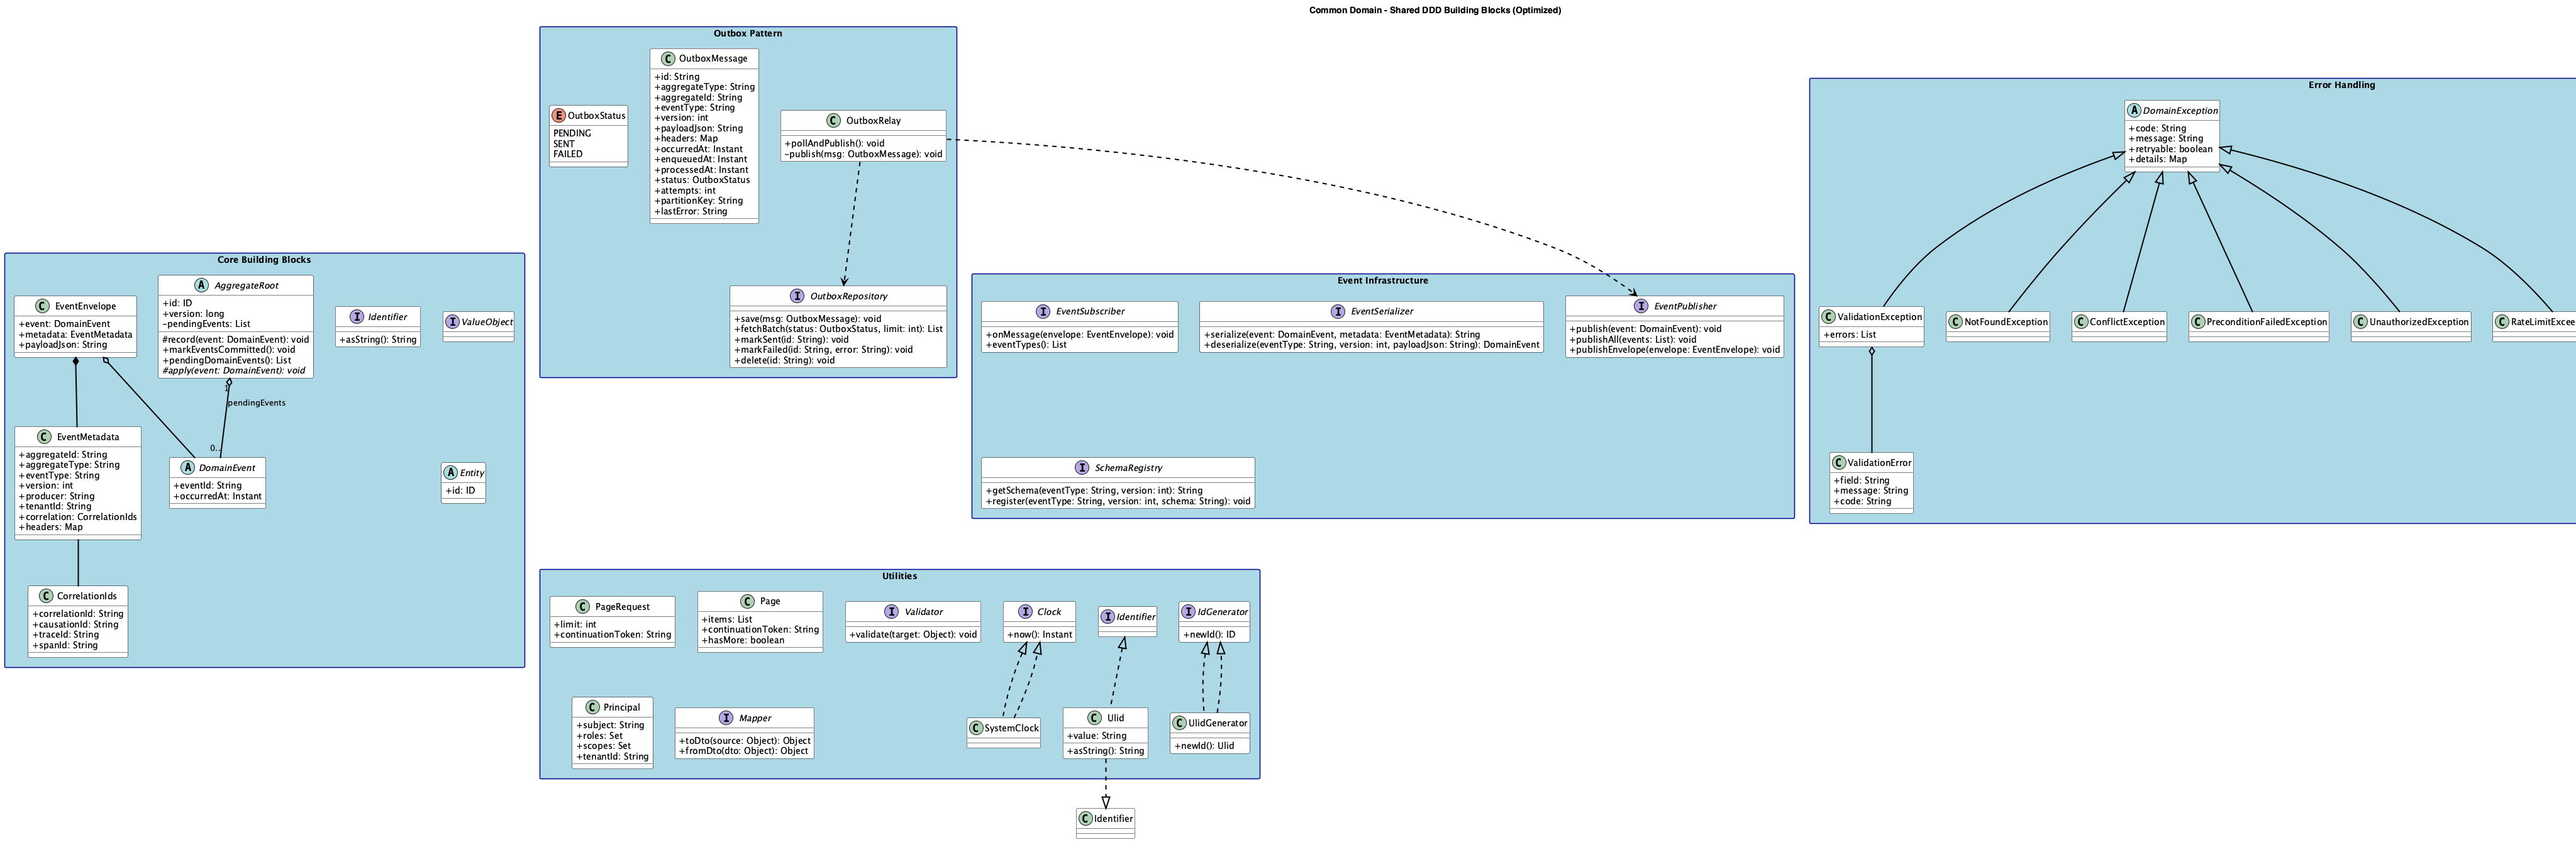 Common Domain - Shared DDD Building Blocks (Optimized)
Outbox Pattern
E OutboxStatus
PENDING
SENT
FAILED
C OutboxMessage
+id: String
+aggregateType: String
+aggregateId: String
+eventType: String
+version: int
+payloadJson: String
+headers: Map
+occurredAt: Instant
+enqueuedAt: Instant
+processedAt: Instant
+status: OutboxStatus
+attempts: int
+partitionKey: String
+lastError: String
C OutboxRelay
+pollAndPublish(): void
-publish(msg: OutboxMessage): void
I OutboxRepository
+save(msg: OutboxMessage): void
+fetchBatch(status: OutboxStatus, limit: int): List
+markSent(id: String): void
+markFailed(id: String, error: String): void
+delete(id: String): void
Error Handling
A DomainException
+code: String
+message: String
+retryable: boolean
+details: Map
C ValidationException
+errors: List
C NotFoundException
C ConflictException
C PreconditionFailedException
C UnauthorizedException
C RateLimitExcee
C ValidationError
+field: String
+message: String
+code: String
Core Building Blocks
C EventEnvelope
+event: DomainEvent
+metadata: EventMetadata
+payloadJson: String
A AggregateRoot
+id: ID
+version: long
-pendingEvents: List
#record(event: DomainEvent): void
+markEventsCommitted(): void
+pendingDomainEvents(): List
#apply(event: DomainEvent): void
I Identifier
+asString(): String
I ValueObject
1
pendingEvents
0..
C EventMetadata
+aggregateId: String
+aggregateType: String
+eventType: String
+version: int
+producer: String
+tenantId: String
+correlation: CorrelationIds
+headers: Map
A DomainEvent
+eventId: String
+occurredAt: Instant
A Entity
+id: ID
C CorrelationIds
+correlationId: String
+causationId: String
+traceId: String
+spanId: String
Event Infrastructure
I EventSubscriber
+onMessage(envelope: EventEnvelope): void
+eventTypes(): List
I EventSerializer
+serialize(event: DomainEvent, metadata: EventMetadata): String
+deserialize(eventType: String, version: int, payloadJson: String): DomainEvent
I EventPublisher
+publish(event: DomainEvent): void
+publishAll(events: List): void
+publishEnvelope(envelope: EventEnvelope): void
I SchemaRegistry
+getSchema(eventType: String, version: int): String
+register(eventType: String, version: int, schema: String): void
Utilities
C PageRequest
+limit: int
+continuationToken: String
C Page
+items: List
+continuationToken: String
+hasMore: boolean
I Validator
+validate(target: Object): void
I Clock
+now(): Instant
I Identifier
I IdGenerator
+newId(): ID
C Principal
+subject: String
+roles: Set
+scopes: Set
+tenantId: String
I Mapper
+toDto(source: Object): Object
+fromDto(dto: Object): Object
C SystemClock
C Ulid
+value: String
+asString(): String
C UlidGenerator
+newId(): Ulid
C Identifier